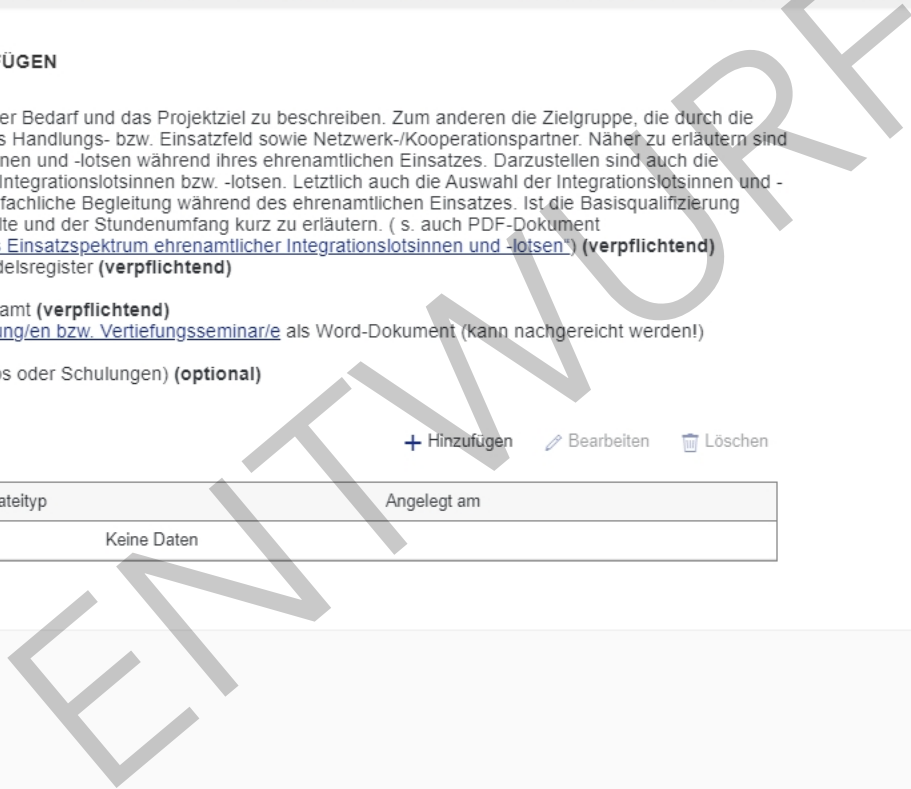 ÜGEN
er Bedarf und das Projektziel zu beschreiben. Zum anderen die Zielgruppe, die durch die
s Handlungs- bzw. Einsatzfeld sowie Netzwerk-/Kooperationspartner. Näher zu erläutern sind
nen und -lotsen während ihres ehrenamtlichen Einsatzes. Darzustellen sind auch die
Integrationslotsinnen bzw. -lotsen. Letztlich auch die Auswahl der Integrationslotsinnen und -
fachliche Begleitung während des ehrenamtlichen Einsatzes. Ist die Basisqualifizierung
lte und der Stundenumfang kurz zu erläutern. ( s. auch PDF-Dokument
Einsatzspektrum ehrenamtlicher Integrationslotsinnen und -lotsen") (verpflichtend)
delsregister (verpflichtend)
amt (verpflichtend)
ung/en bzw. Vertiefungsseminar/e als Word-Dokument (kann nachgereicht werden!)
os oder Schulungen) (optional)
+ Hinzufügen Bearbeiten Löschen
ateityp Angelegt am
Keine Daten
ENTWURF